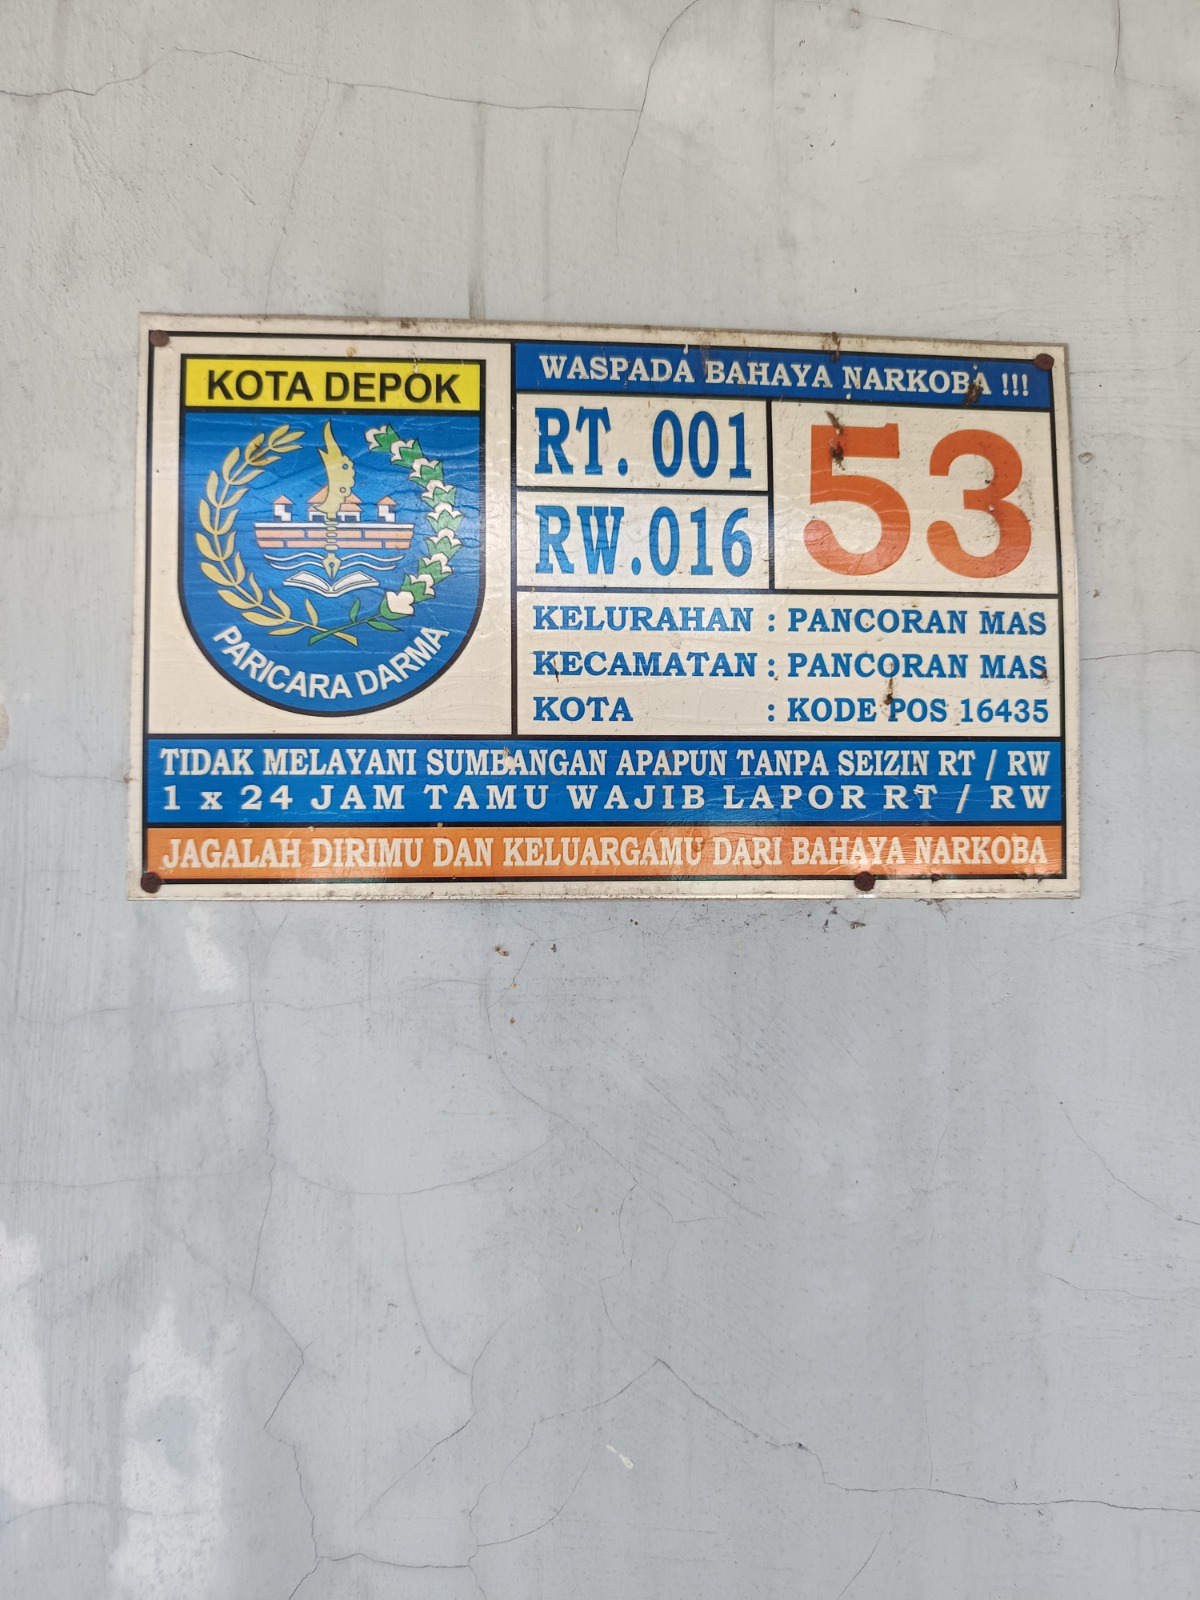 KOTA DEPOK
PARICARA DARMA
WASPADA BAHAYA NARKOBA !!!
RT. 001
RW.016
53
KELURAHAN : PANCORAN MAS
KECAMATAN : PANCORAN MAS
KOTA : KODE POS 16435
TIDAK MELAYANI SUMBANGAN APAPUN TANPA SEIZIN RT / RW
1 x 24 JAM TAMU WAJIB LAPOR RT / RW
JAGALAH DIRIMU DAN KELUARGAMU DARI BAHAYA NARKOBA